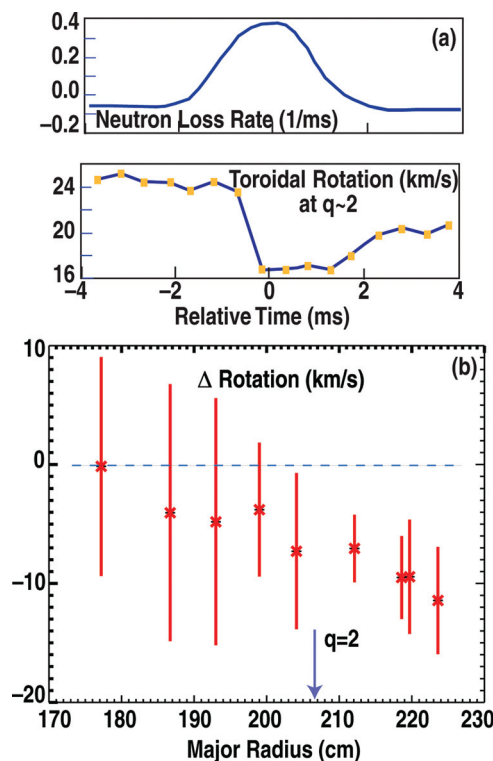 0.4
(a)
0.2
0.0
−0.2
Neutron Loss Rate (1/ms)
24
Toroidal Rotation (km/s)
at q~2
20
16
−4 −2 0 2 4
Relative Time (ms)
10
Δ Rotation (km/s)
(b)
0
−10
q=2
−20
170 180 190 200 210 220 230
Major Radius (cm)